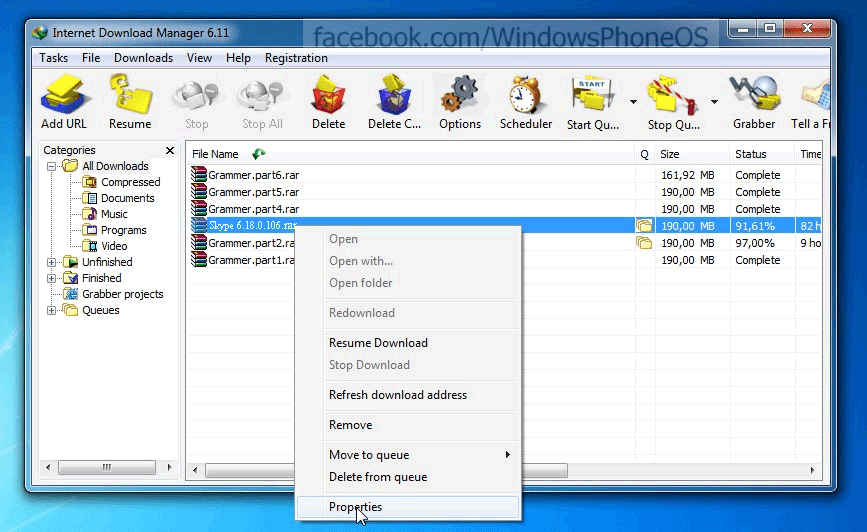 Internet Download Manager 6.11
facebook.com/WindowsPhoneOS
Tasks File Downloads View Help Registration
Add URL Resume Stop Stop All Delete Delete C... Options Scheduler Start Qu... Stop Qu... Grabber Tell a Fr
START
Categories
All Downloads
Compressed
Documents
Music
Programs
Video
Unfinished
Finished
Grabber projects
Queues
File Name Q Size Status Time
Grammer.part6.rar 161,92 MB Complete
Grammer.part5.rar 190,00 MB Complete
Grammer.part4.rar 190,00 MB Complete
Skype 6.18.0.106.rar 190,00 MB 91,61% 82 h
Grammer.part2.ra 190,00 MB 97,00% 9 ho
Grammer.part1.ra 190,00 MB Complete
Open
Open with...
Open folder
Redownload
Resume Download
Stop Download
Refresh download address
Remove
Move to queue
Delete from queue
Properties